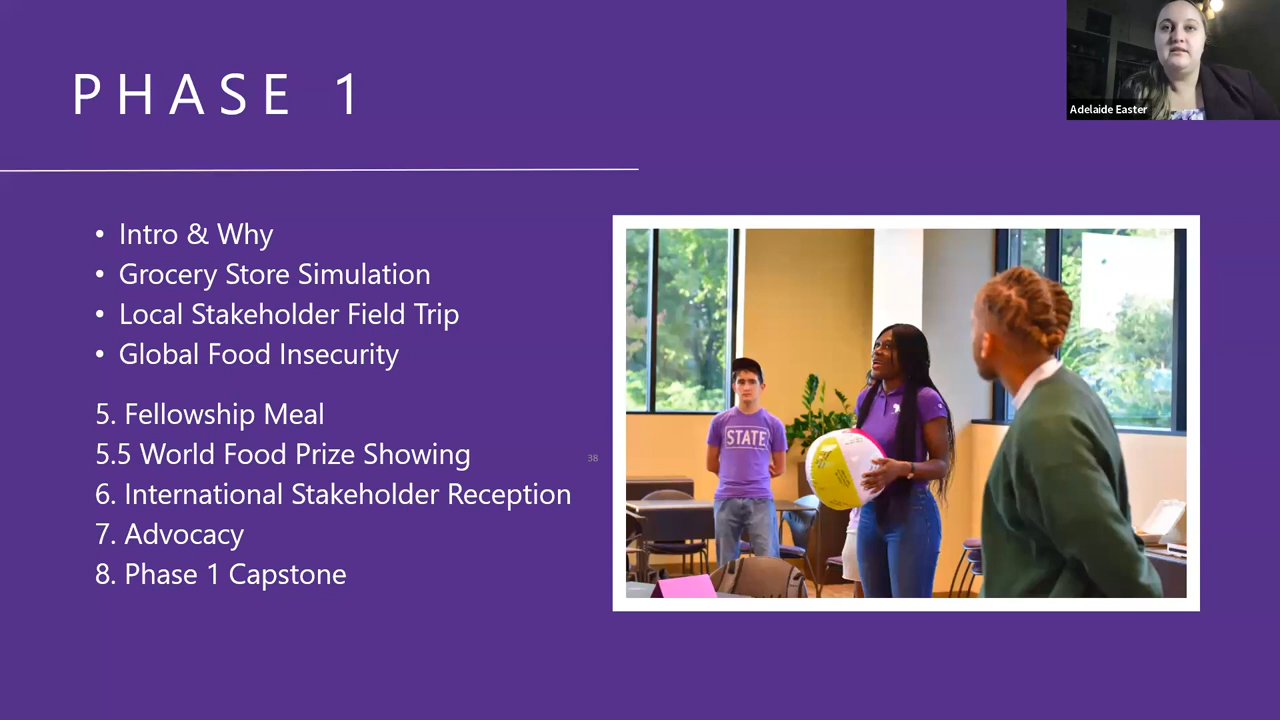 PHASE 1
Adelaide Easter
• Intro & Why
• Grocery Store Simulation
• Local Stakeholder Field Trip
• Global Food Insecurity
5. Fellowship Meal
5.5 World Food Prize Showing
6. International Stakeholder Reception
7. Advocacy
8. Phase 1 Capstone
38
STATE